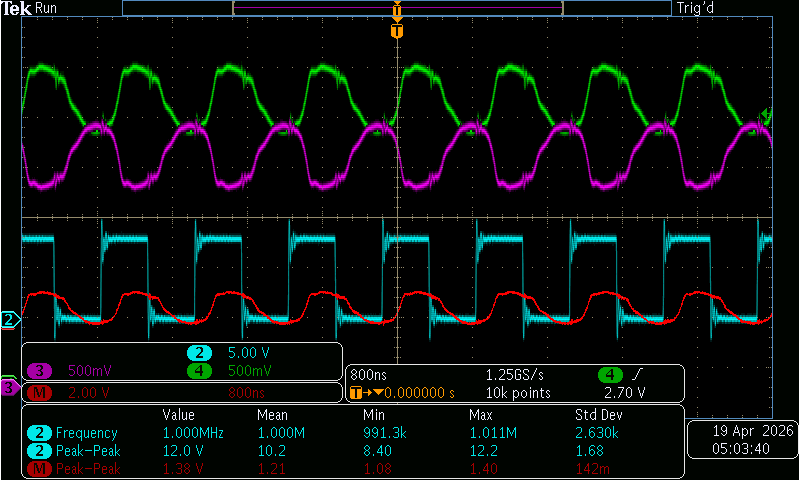 Tek Run Trig'd
T
T
2
3
2 5.00 V
3 500mV 4 500mV
M 2.00 V 800ns
800ns 1.25GS/s 4
T→▼0.000000 s 10k points 2.70 V
Value Mean Min Max Std Dev
2 Frequency 1.000MHz 1.000M 991.3k 1.011M 2.630k
2 Peak–Peak 12.0 V 10.2 8.40 12.2 1.68
M Peak–Peak 1.38 V 1.21 1.08 1.40 142m
19 Apr 2026
05:03:40